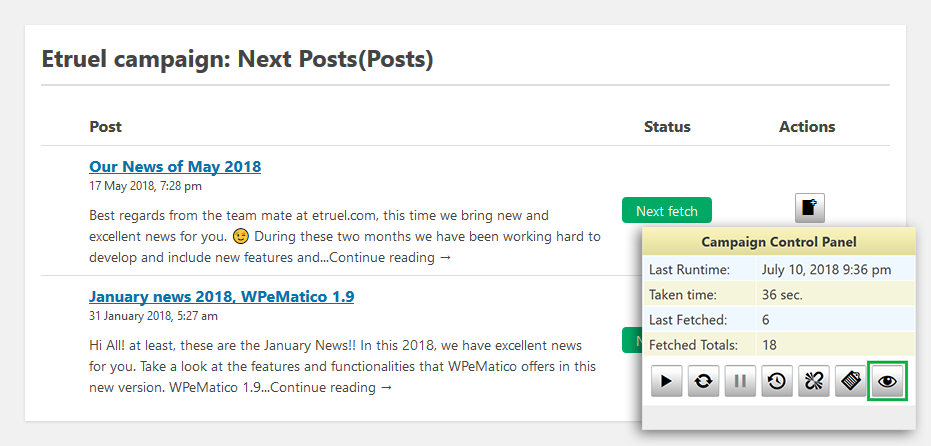 Etruel campaign: Next Posts(Posts)
Post Status Actions
Our News of May 2018
17 May 2018, 7:28 pm
Next fetch
Best regards from the team mate at etruel.com, this time we bring new and
excellent news for you. 😉 During these two months we have been working hard to
develop and include new features and...Continue reading →
January news 2018, WPeMatico 1.9
31 January 2018, 5:27 am
Hi All! at least, these are the January News!! In this 2018, we have excellent news
for you. Take a look at the features and functionalities that WPeMatico offers in this
new version. WPeMatico 1.9...Continue reading →
Campaign Control Panel
Last Runtime: July 10, 2018 9:36 pm
Taken time: 36 sec.
Last Fetched: 6
Fetched Totals: 18